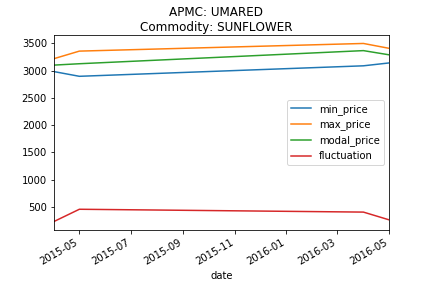 APMC: UMARED
Commodity: SUNFLOWER
3500
3000
2500
2000
1500
1000
500
min_price
max_price
modal_price
fluctuation
2015-05
2015-07
2015-09
2015-11
2016-01
2016-03
2016-05
date